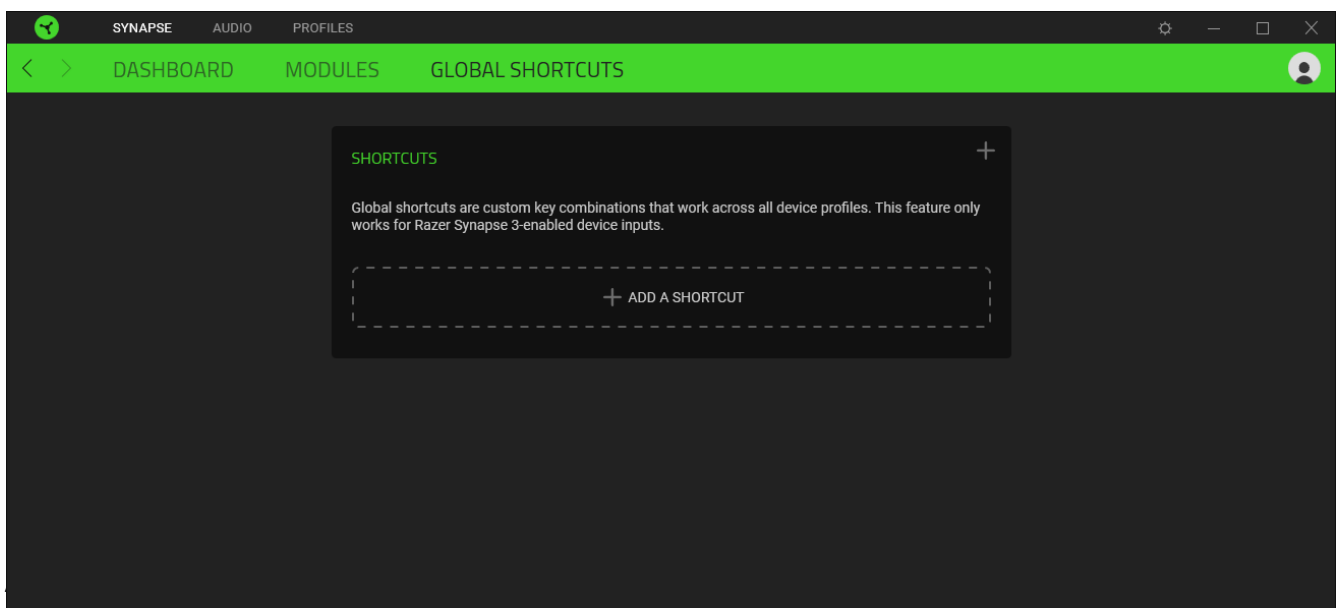 SYNAPSE AUDIO PROFILES
DASHBOARD MODULES GLOBAL SHORTCUTS
SHORTCUTS
Global shortcuts are custom key combinations that work across all device profiles. This feature only
works for Razer Synapse 3-enabled device inputs.
ADD A SHORTCUT